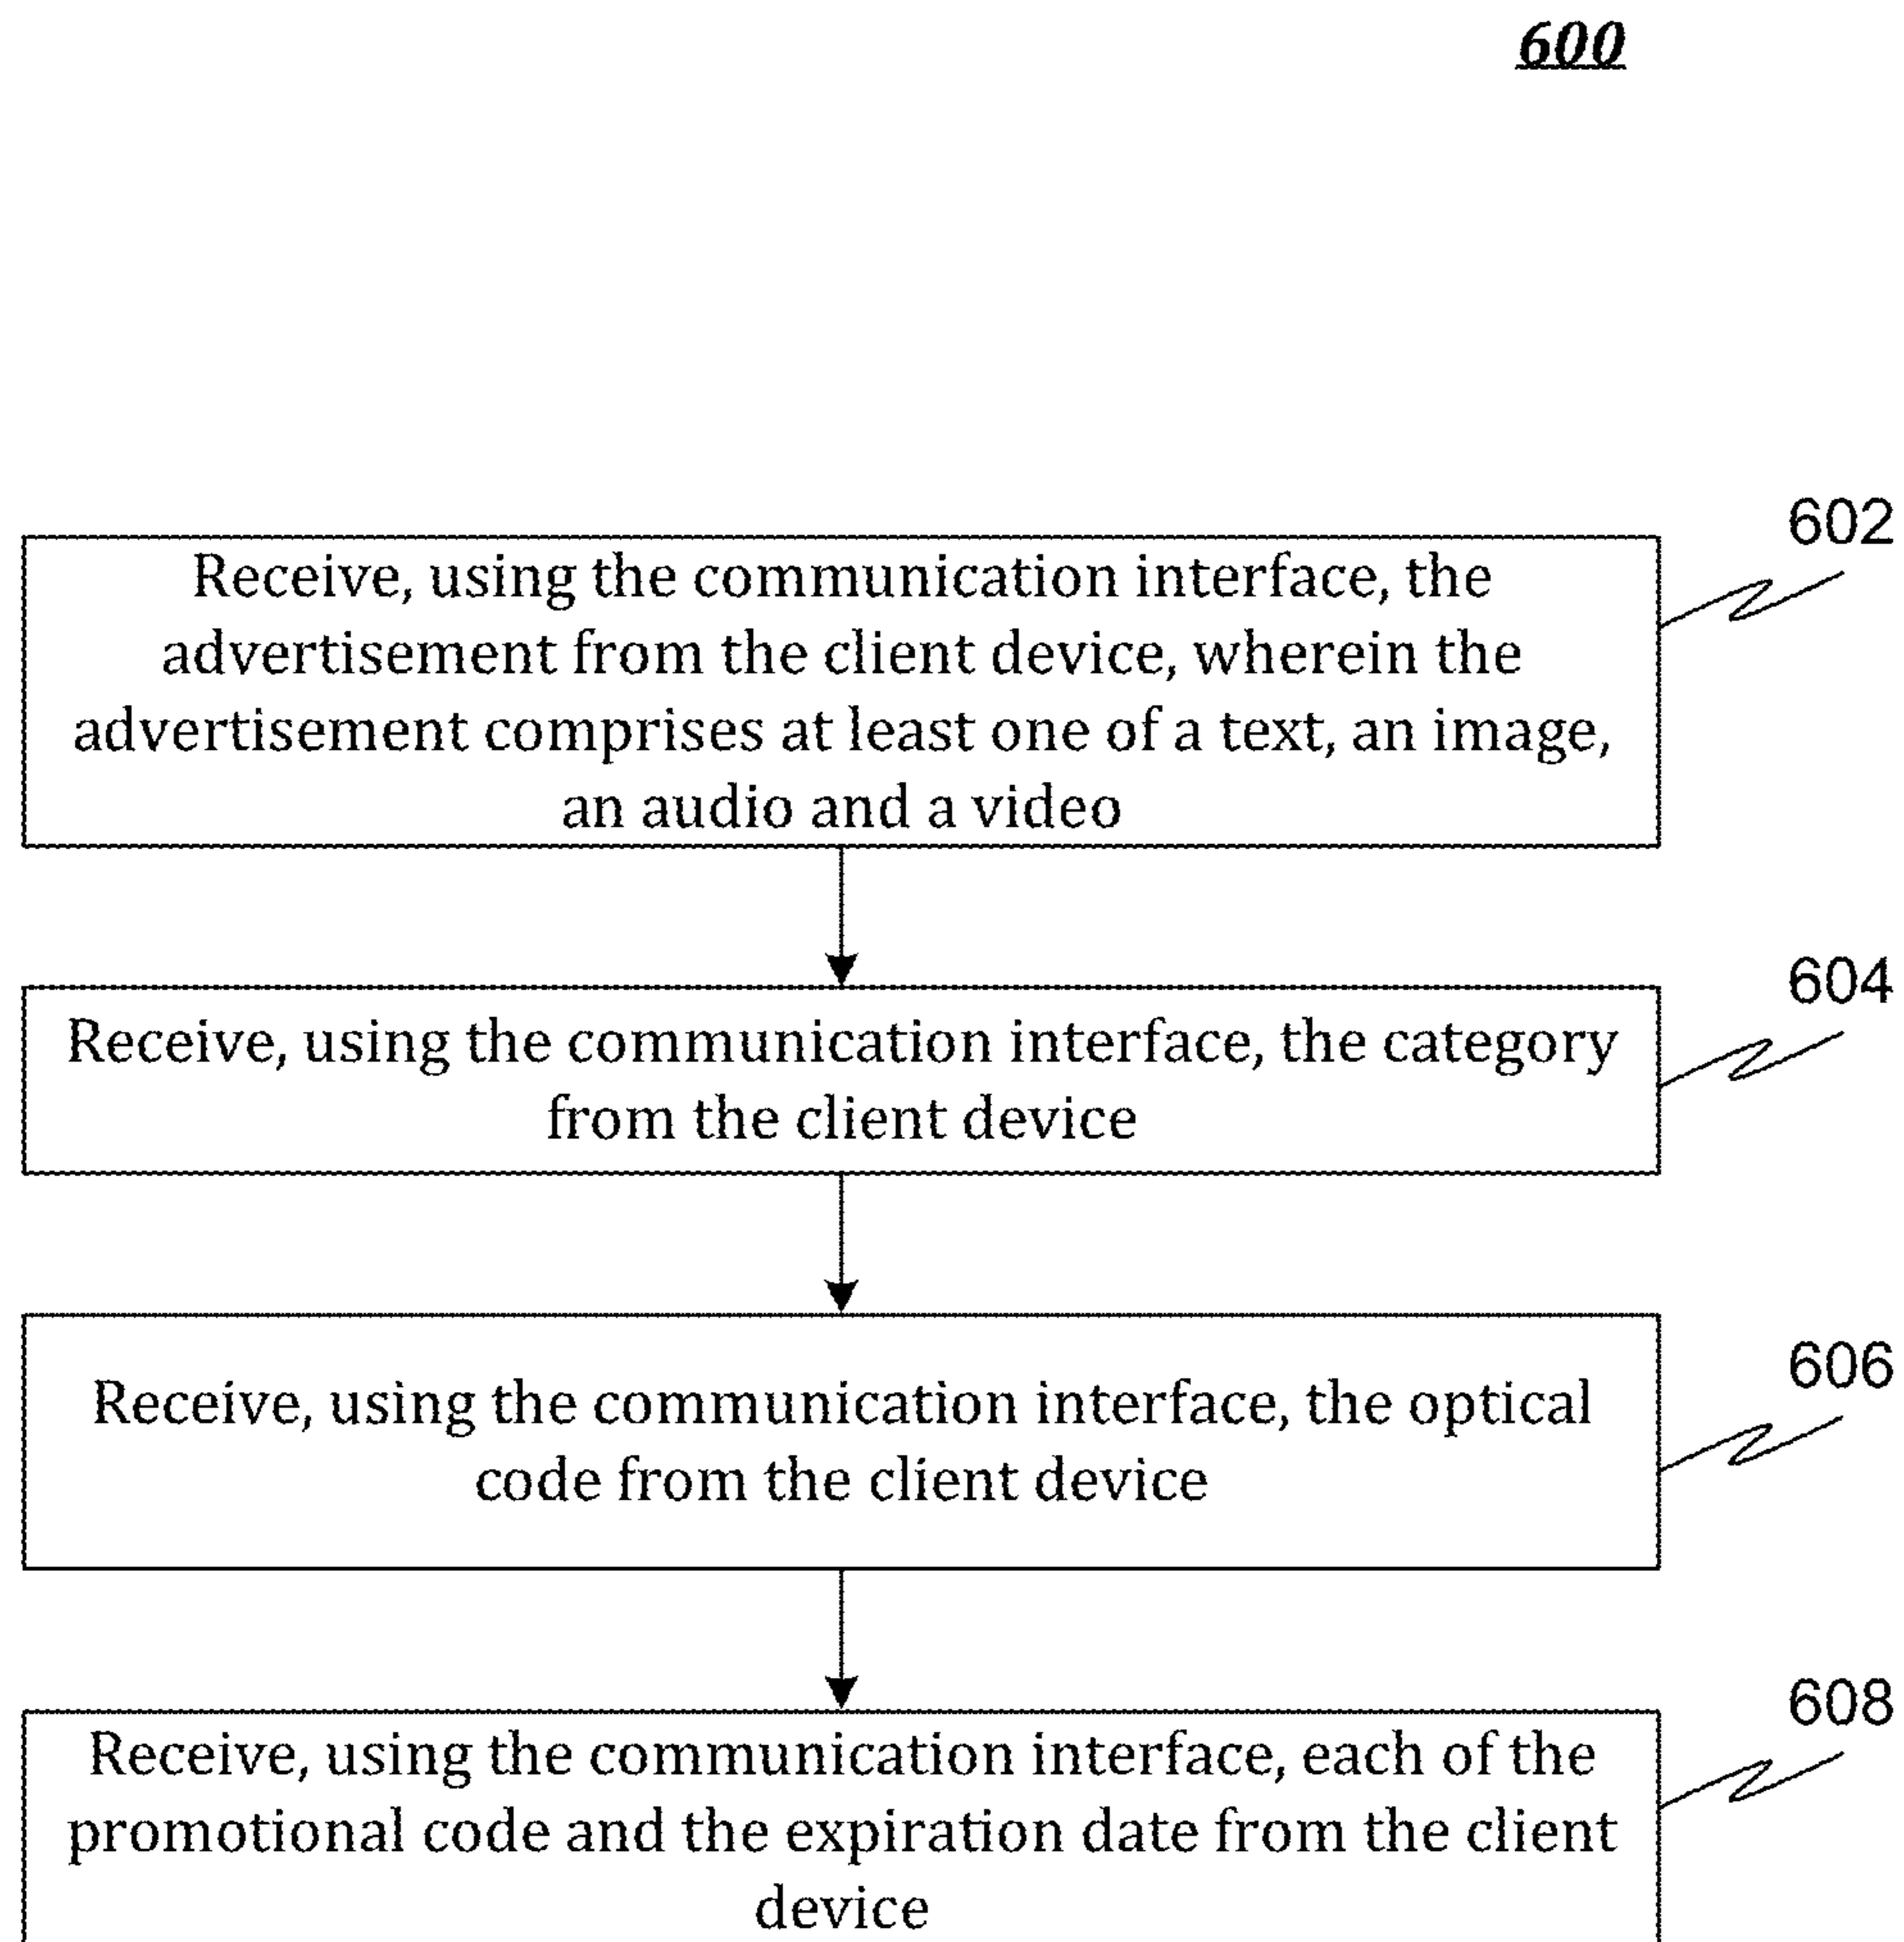 600
602
Receive, using the communication interface, the
advertisement from the client device, wherein the
advertisement comprises at least one of a text, an image,
an audio and a video
604
Receive, using the communication interface, the category
from the client device
606
Receive, using the communication interface, the optical
code from the client device
608
Receive, using the communication interface, each of the
promotional code and the expiration date from the client
device